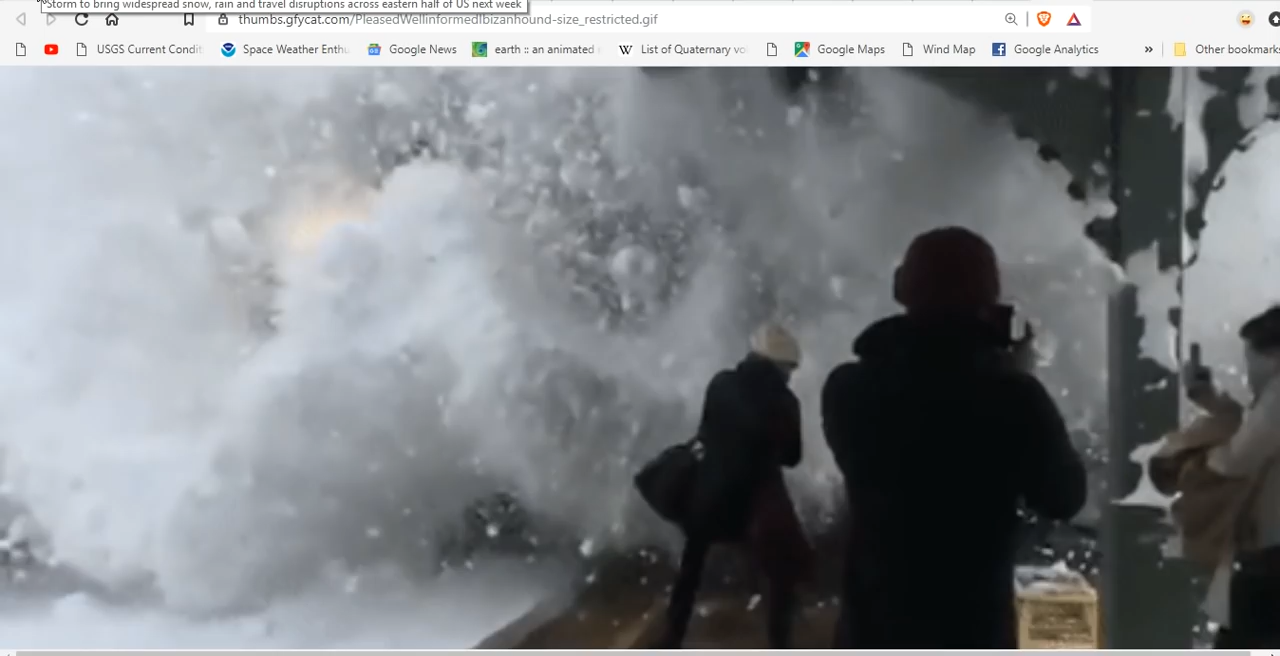 Storm to bring widespread snow, rain and travel disruptions across eastern half of US next week
thumbs.gfycat.com/PleasedWellinformedIbizanhound-size_restricted.gif
USGS Current Condit
Space Weather Enthu
Google News
earth :: an animated
W List of Quaternary vo
Google Maps
Wind Map
Google Analytics
»
Other bookmarks